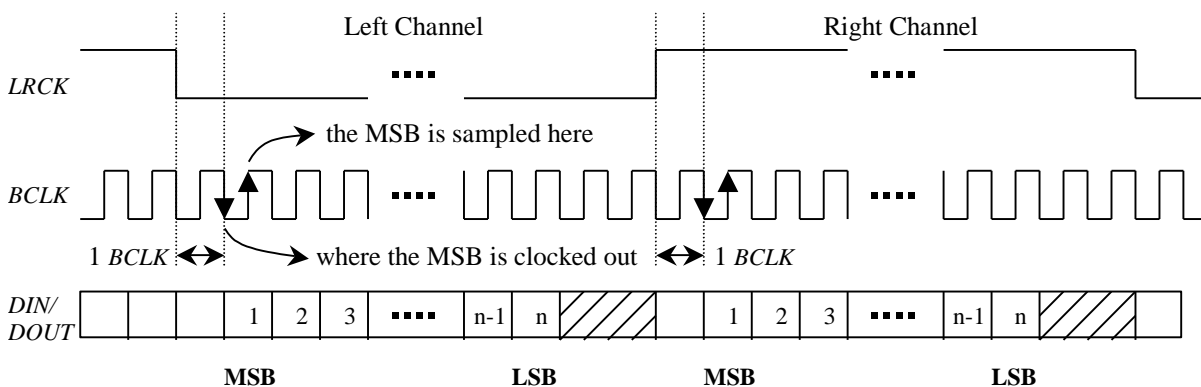 Left Channel Right Channel
LRCK
the MSB is sampled here
BCLK
1 BCLK where the MSB is clocked out 1 BCLK
DIN/
DOUT
1 2 3 n-1 n 1 2 3 n-1 n
MSB LSB MSB LSB